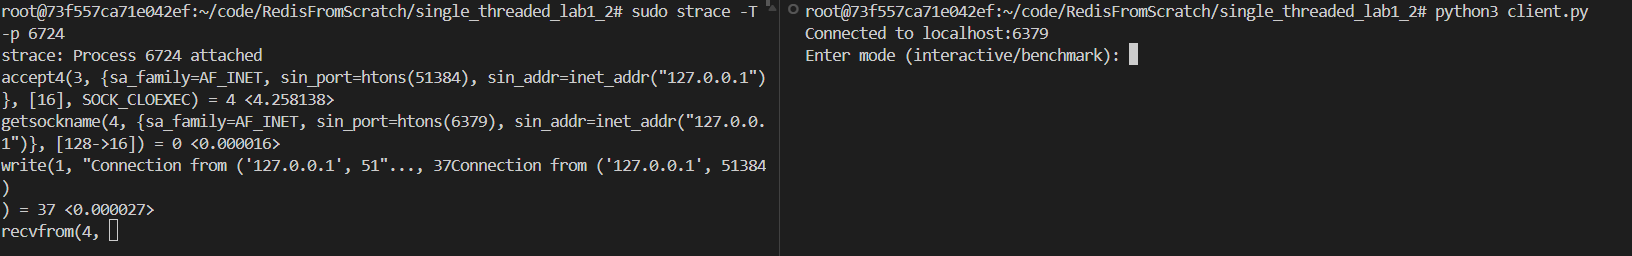 root@73f557ca71e042ef:~/code/RedisFromScratch/single_threaded_lab1_2# sudo strace -T
-p 6724
strace: Process 6724 attached
accept4(3, {sa_family=AF_INET, sin_port=htons(51384), sin_addr=inet_addr("127.0.0.1")
}, [16], SOCK_CLOEXEC) = 4 <4.258138>
getsockname(4, {sa_family=AF_INET, sin_port=htons(6379), sin_addr=inet_addr("127.0.0.
1")}, [128->16]) = 0 <0.000016>
write(1, "Connection from ('127.0.0.1', 51"..., 37Connection from ('127.0.0.1', 51384
)
) = 37 <0.000027>
recvfrom(4,
root@73f557ca71e042ef:~/code/RedisFromScratch/single_threaded_lab1_2# python3 client.py
Connected to localhost:6379
Enter mode (interactive/benchmark):